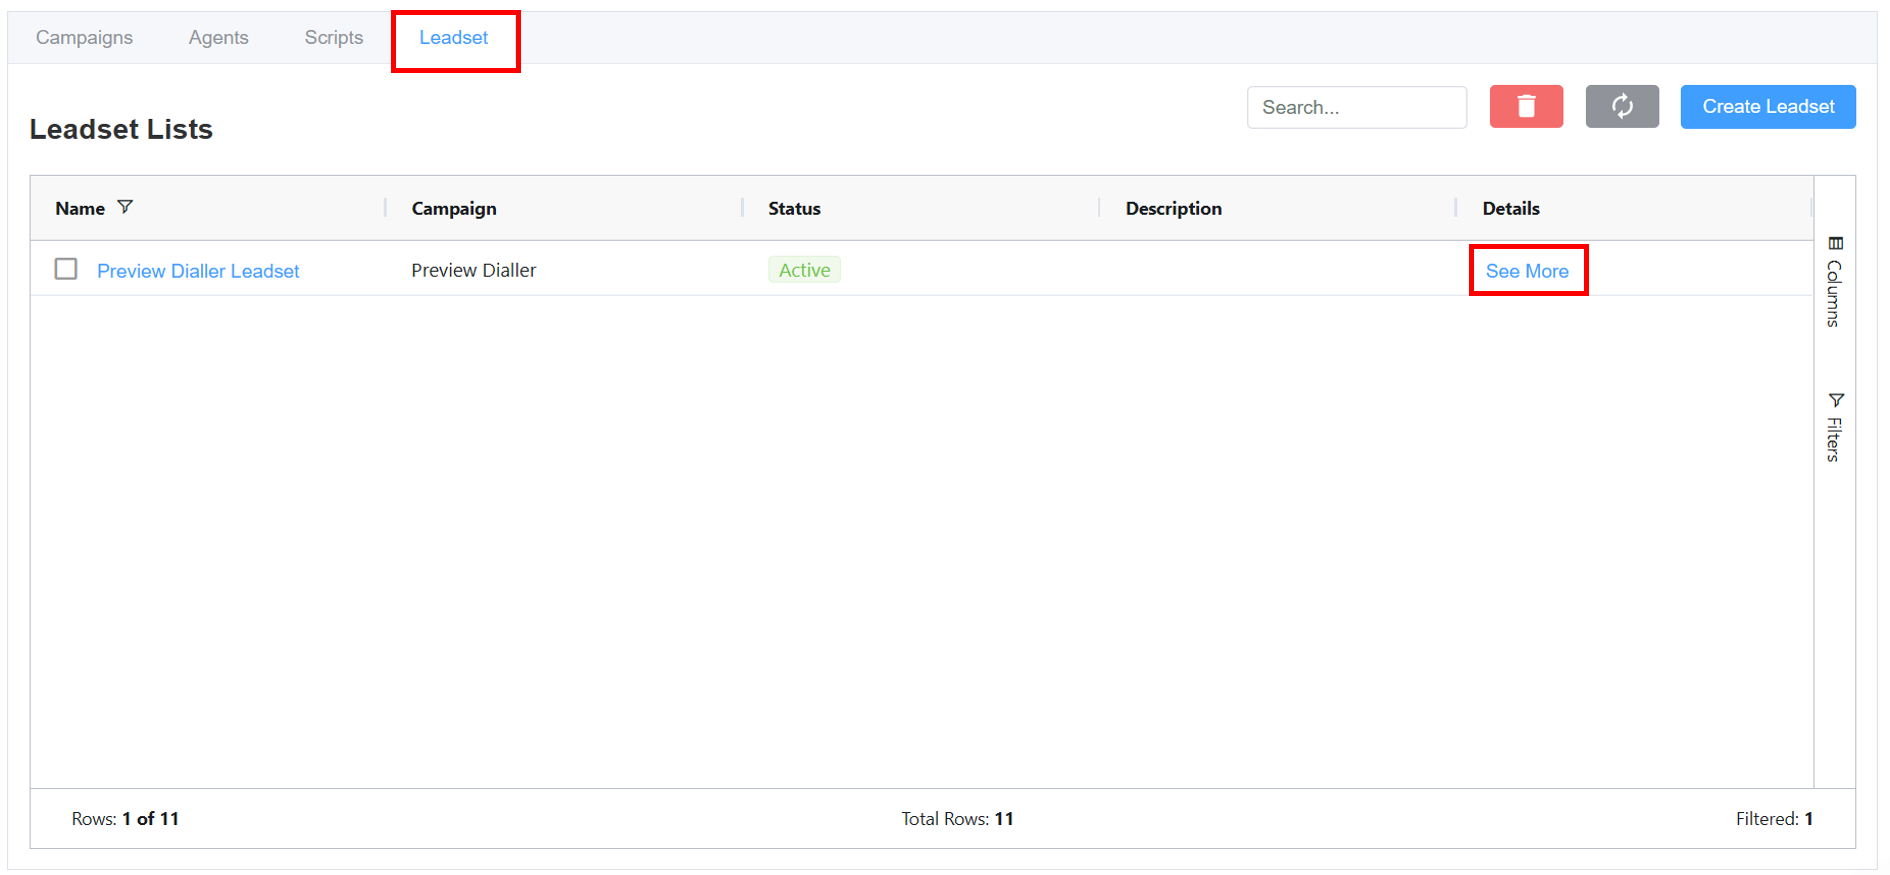 Campaigns Agents Scripts Leadset
Search... Create Leadset
Leadset Lists
Name Campaign Status Description Details
Preview Dialler Leadset Preview Dialler Active See More
Columns
Filters
Rows: 1 of 11 Total Rows: 11 Filtered: 1